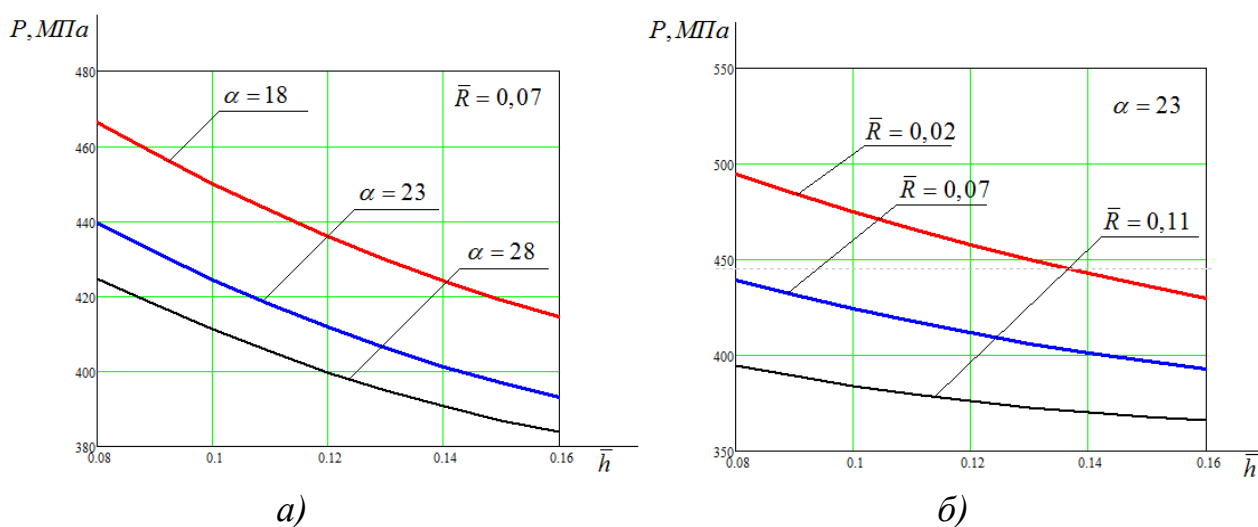 P, МПа
480
460
440
420
400
380
0.08
0.1
0.12
0.14
0.16
h̄
α = 18
R̄ = 0,07
α = 23
α = 28
а)
P, МПа
550
500
450
400
350
0.08
0.1
0.12
0.14
0.16
h̄
α = 23
R̄ = 0,02
R̄ = 0,07
R̄ = 0,11
б)